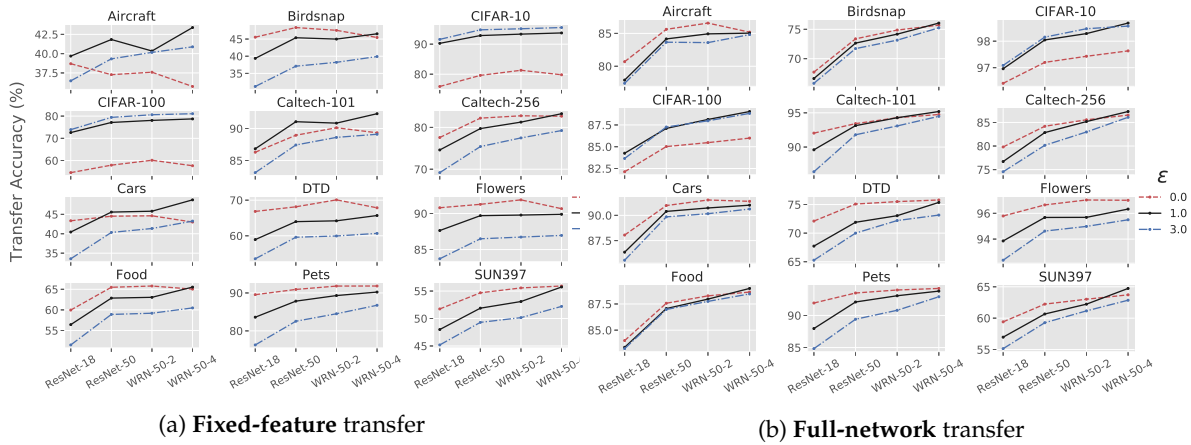 Aircraft Birdsnap CIFAR-10 Aircraft Birdsnap CIFAR-10
42.5 45 90 85 75 98
40.0 40 80 80 70 97
37.5 35
CIFAR-100 Caltech-101 Caltech-256 CIFAR-100 Caltech-101 Caltech-256
80 90 80 87.5 95 85
70 85 70 85.0 90 80
60 82.5 75
Cars DTD Flowers Cars DTD Flowers
45 70 90 90.0 75 96
40 60 85 87.5 70 94
35 65
Food Pets SUN397 Food Pets SUN397
65 90 55 87.5 90 65
60 80 50 85.0 85 60
55 45 55
ResNet-18 ResNet-50 WRN-50-2 WRN-50-4 ResNet-18 ResNet-50 WRN-50-2 WRN-50-4 ResNet-18 ResNet-50 WRN-50-2 WRN-50-4 ResNet-18 ResNet-50 WRN-50-2 WRN-50-4 ResNet-18 ResNet-50 WRN-50-2 WRN-50-4 ResNet-18 ResNet-50 WRN-50-2 WRN-50-4
Transfer Accuracy (%)
ε
0.0
1.0
3.0
(a) Fixed-feature transfer (b) Full-network transfer